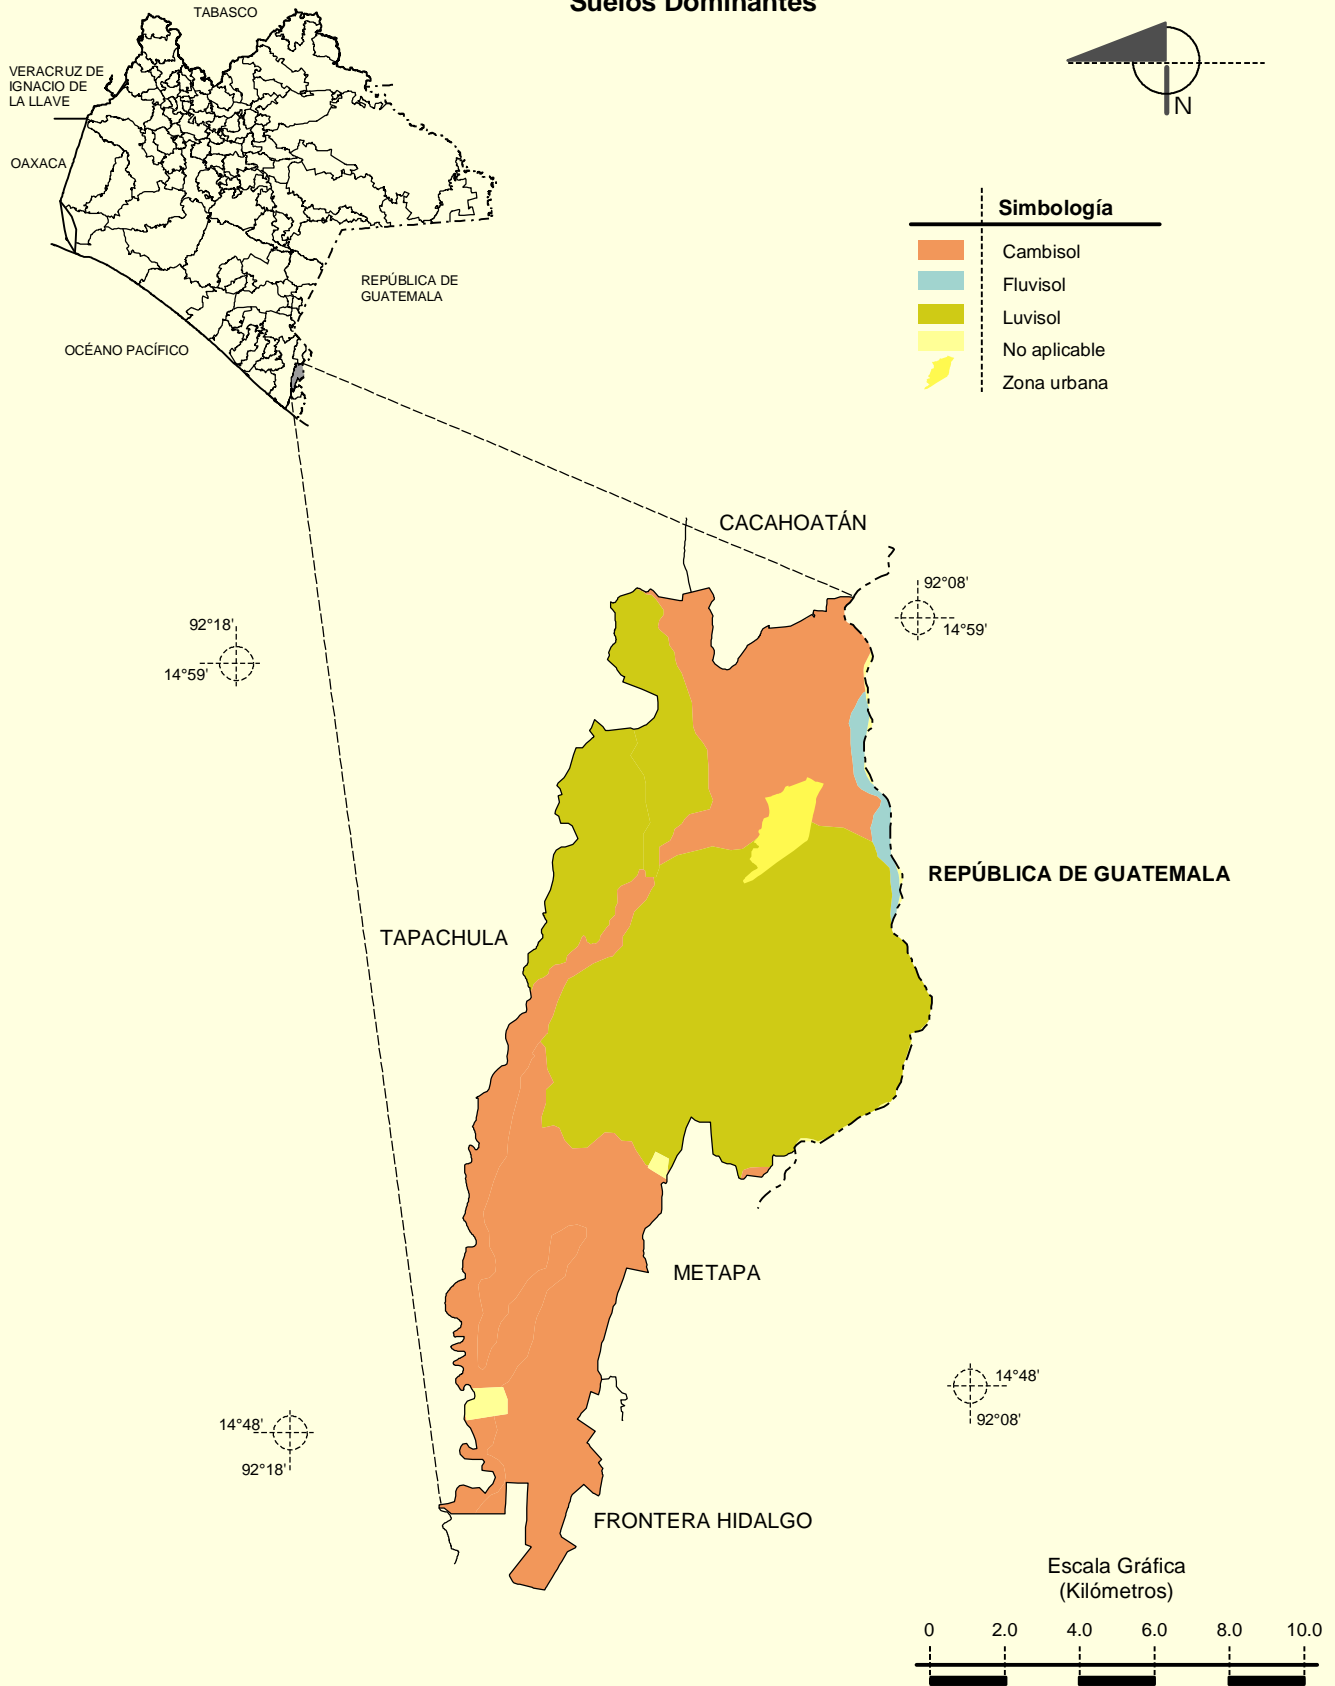 Suelos Dominantes
TABASCO
VERACRUZ DE
IGNACIO DE
LA LLAVE
OAXACA
REPÚBLICA DE
GUATEMALA
OCÉANO PACÍFICO
N
Simbología
Cambisol
Fluvisol
Luvisol
No aplicable
Zona urbana
CACAHOATÁN
92°08'
14°59'
92°18'
14°59'
REPÚBLICA DE GUATEMALA
TAPACHULA
METAPA
14°48'
92°08'
14°48'
92°18'
FRONTERA HIDALGO
Escala Gráfica
(Kilómetros)
0 2.0 4.0 6.0 8.0 10.0